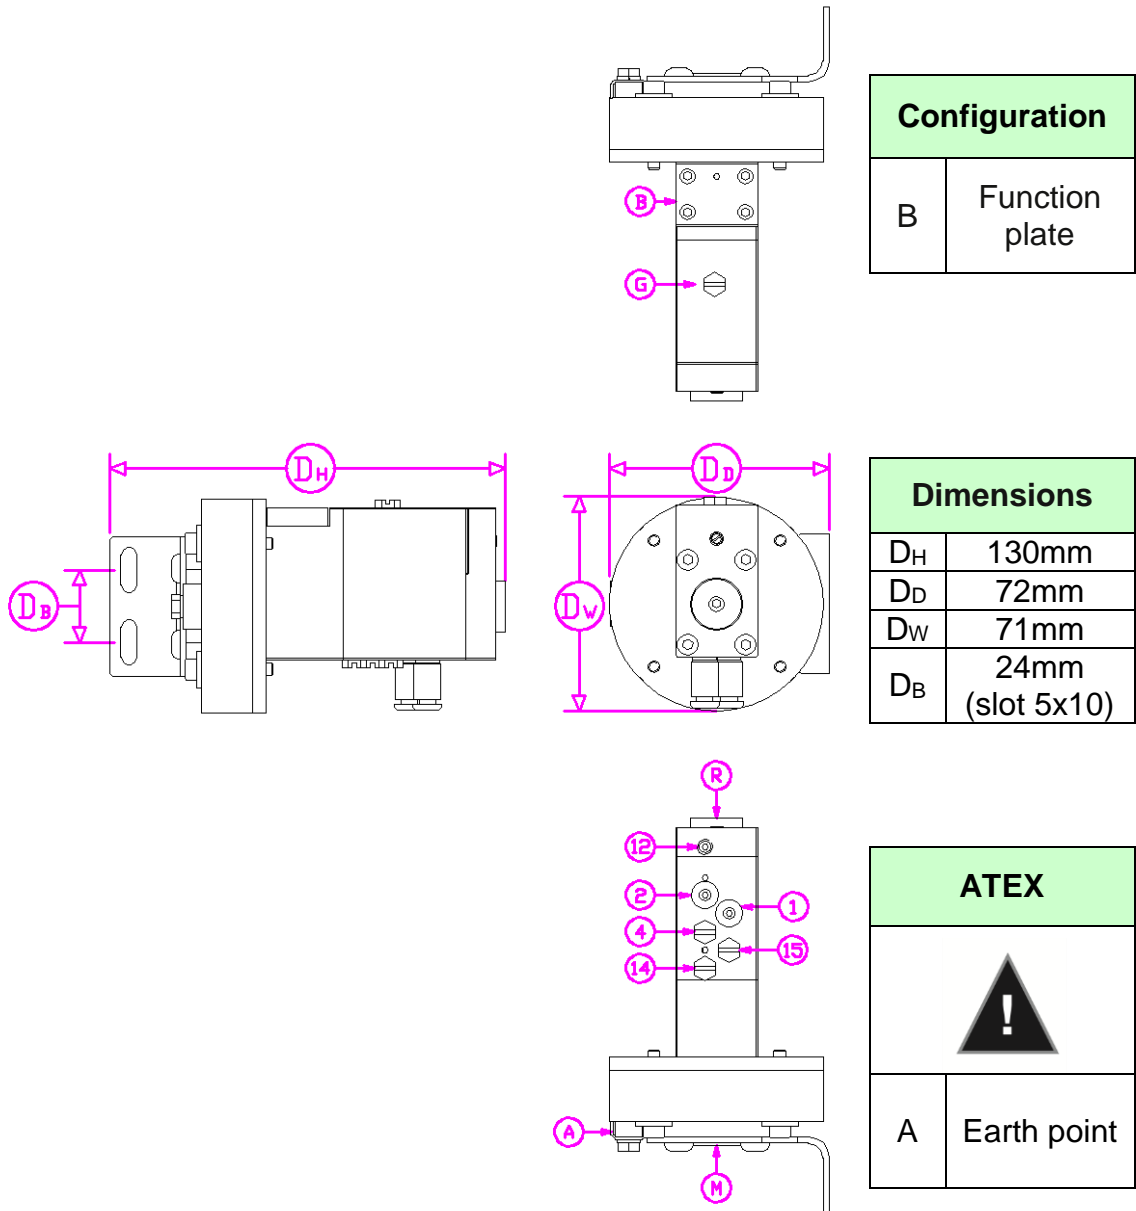 Configuration
B
Function
plate
B
G
DH
DD
DB
DW
Dimensions
DH 130mm
DD 72mm
DW 71mm
DB 24mm
(slot 5x10)
R
12
2
1
4
15
14
A
M
ATEX
!
A Earth point